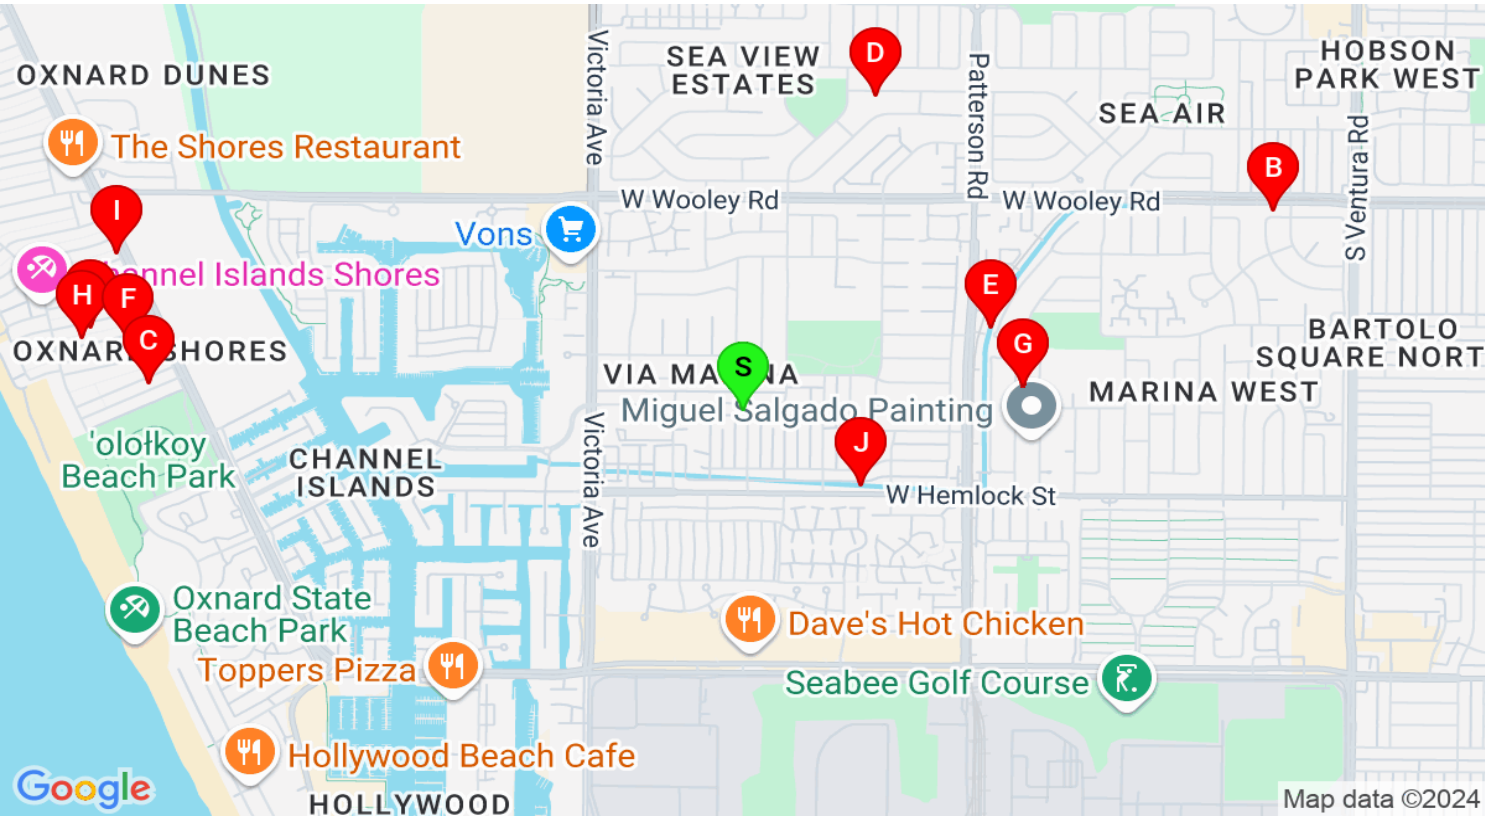 SEA VIEW
ESTATES
D
HOBSON
PARK WEST
OXNARD DUNES
SEA AIR
The Shores Restaurant
Victoria Ave
Patterson Rd
S Ventura Rd
B
W Wooley Rd
W Wooley Rd
I
Vons
Channel Islands Shores
H
F
C
E
G
OXNARD SHORES
BARTOLO
SQUARE NORT
S
VIA MARINA
MARINA WEST
Miguel Salgado Painting
'olołkoy
Beach Park
J
CHANNEL
ISLANDS
Victoria Ave
W Hemlock St
Oxnard State
Beach Park
Dave's Hot Chicken
Toppers Pizza
Seabee Golf Course
Hollywood Beach Cafe
Google
HOLLYWOOD
Map data ©2024